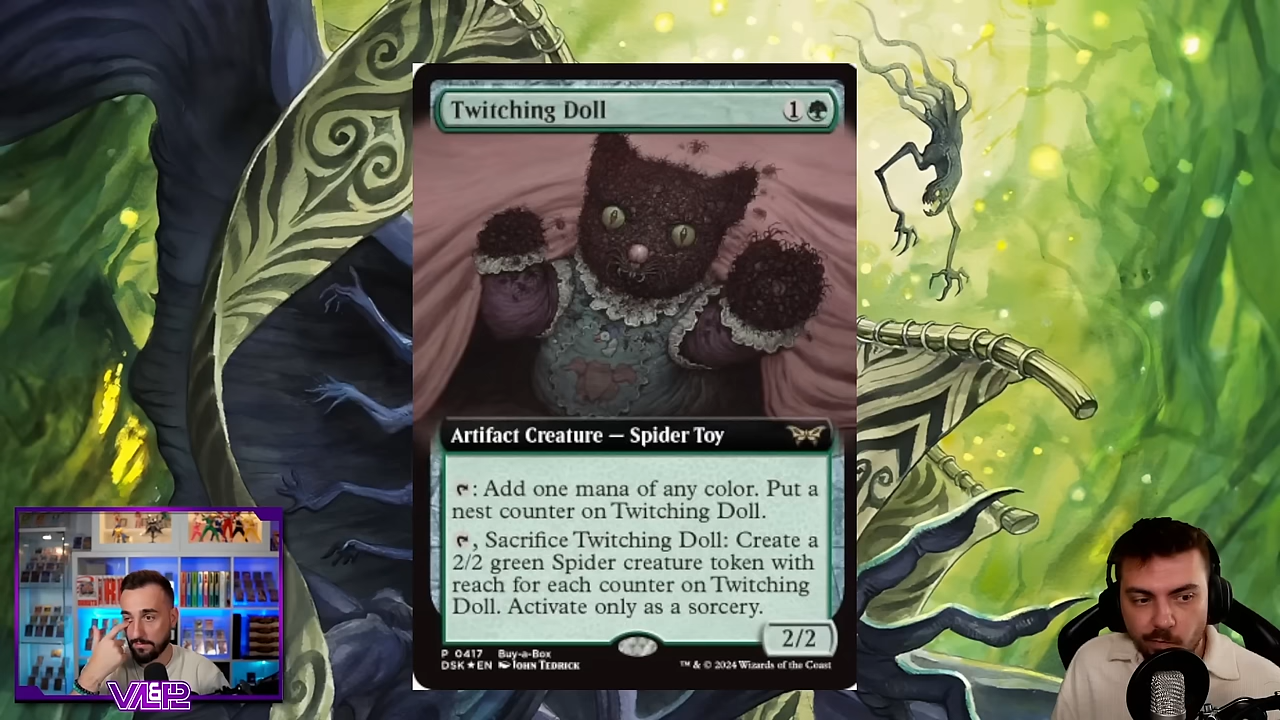 Twitching Doll 1
Artifact Creature — Spider Toy
: Add one mana of any color. Put a
nest counter on Twitching Doll.
, Sacrifice Twitching Doll: Create a
2/2 green Spider creature token with
reach for each counter on Twitching
Doll. Activate only as a sorcery.
2/2
P 0417 Buy-a-Box
DSK★EN John Tedrick
™ & © 2024 Wizards of the Coast